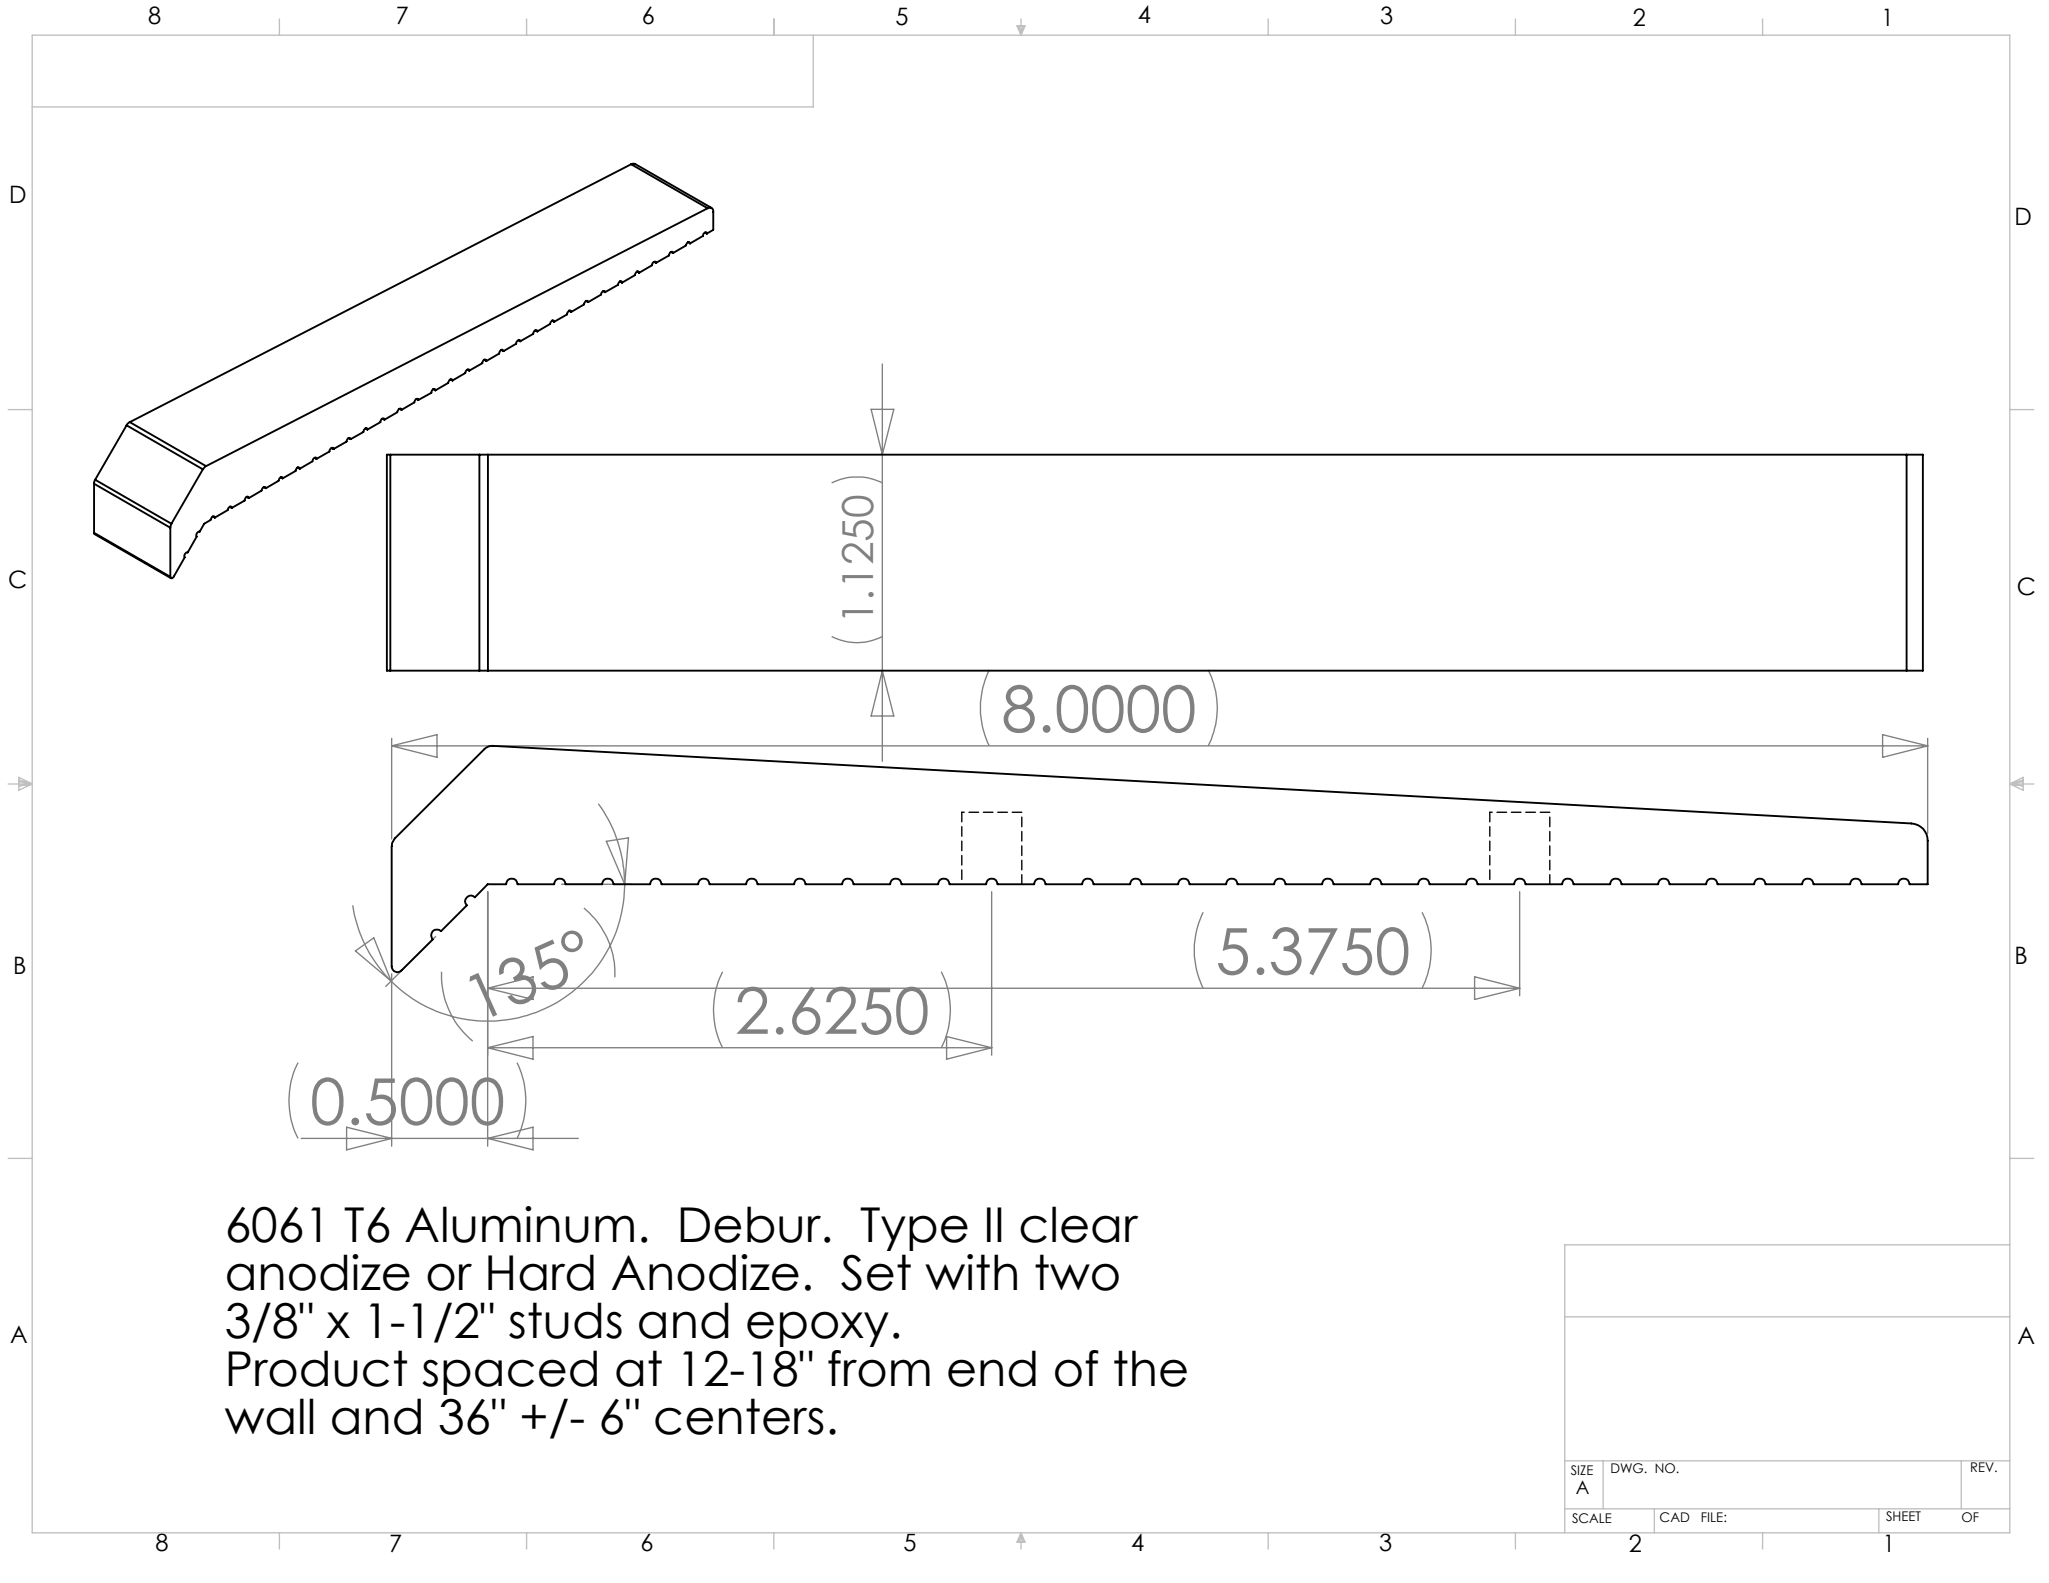 8 7 6 5 4 3 2 1
D D
(1.1250)
C C
(8.0000)
(5.3750)
135°
B B
(2.6250)
(0.5000)
6061 T6 Aluminum. Debur. Type II clear
anodize or Hard Anodize. Set with two
3/8" x 1-1/2" studs and epoxy.
Product spaced at 12-18" from end of the
wall and 36" +/- 6" centers.
A A
SIZE DWG. NO. REV.
A
SCALE CAD FILE: SHEET OF
8 7 6 5 4 3 2 1